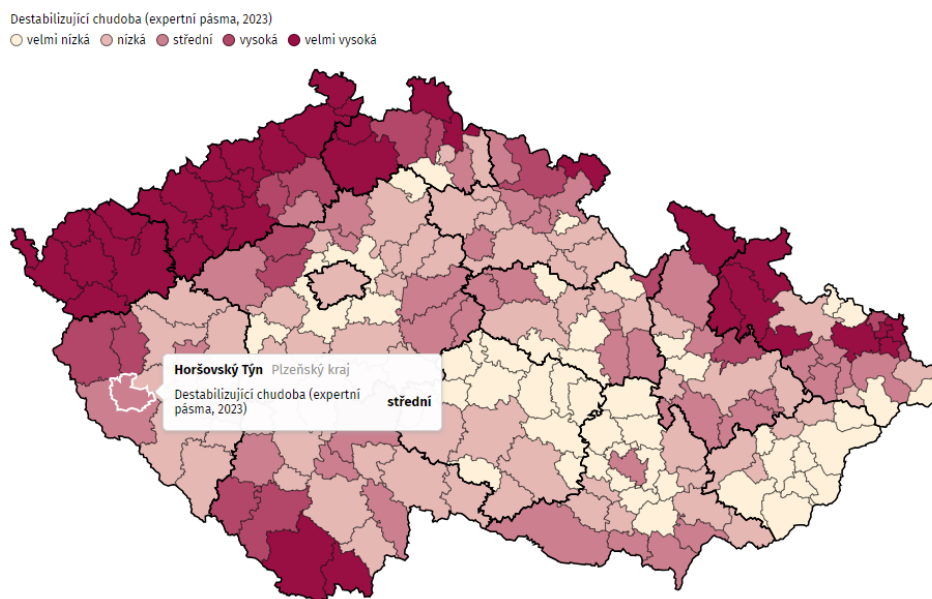 Destabilizující chudoba (expertní pásma, 2023)
velmi nízká nízká střední vysoká velmi vysoká
Horšovský Týn Plzeňský kraj
Destabilizující chudoba (expertní
pásma, 2023) střední